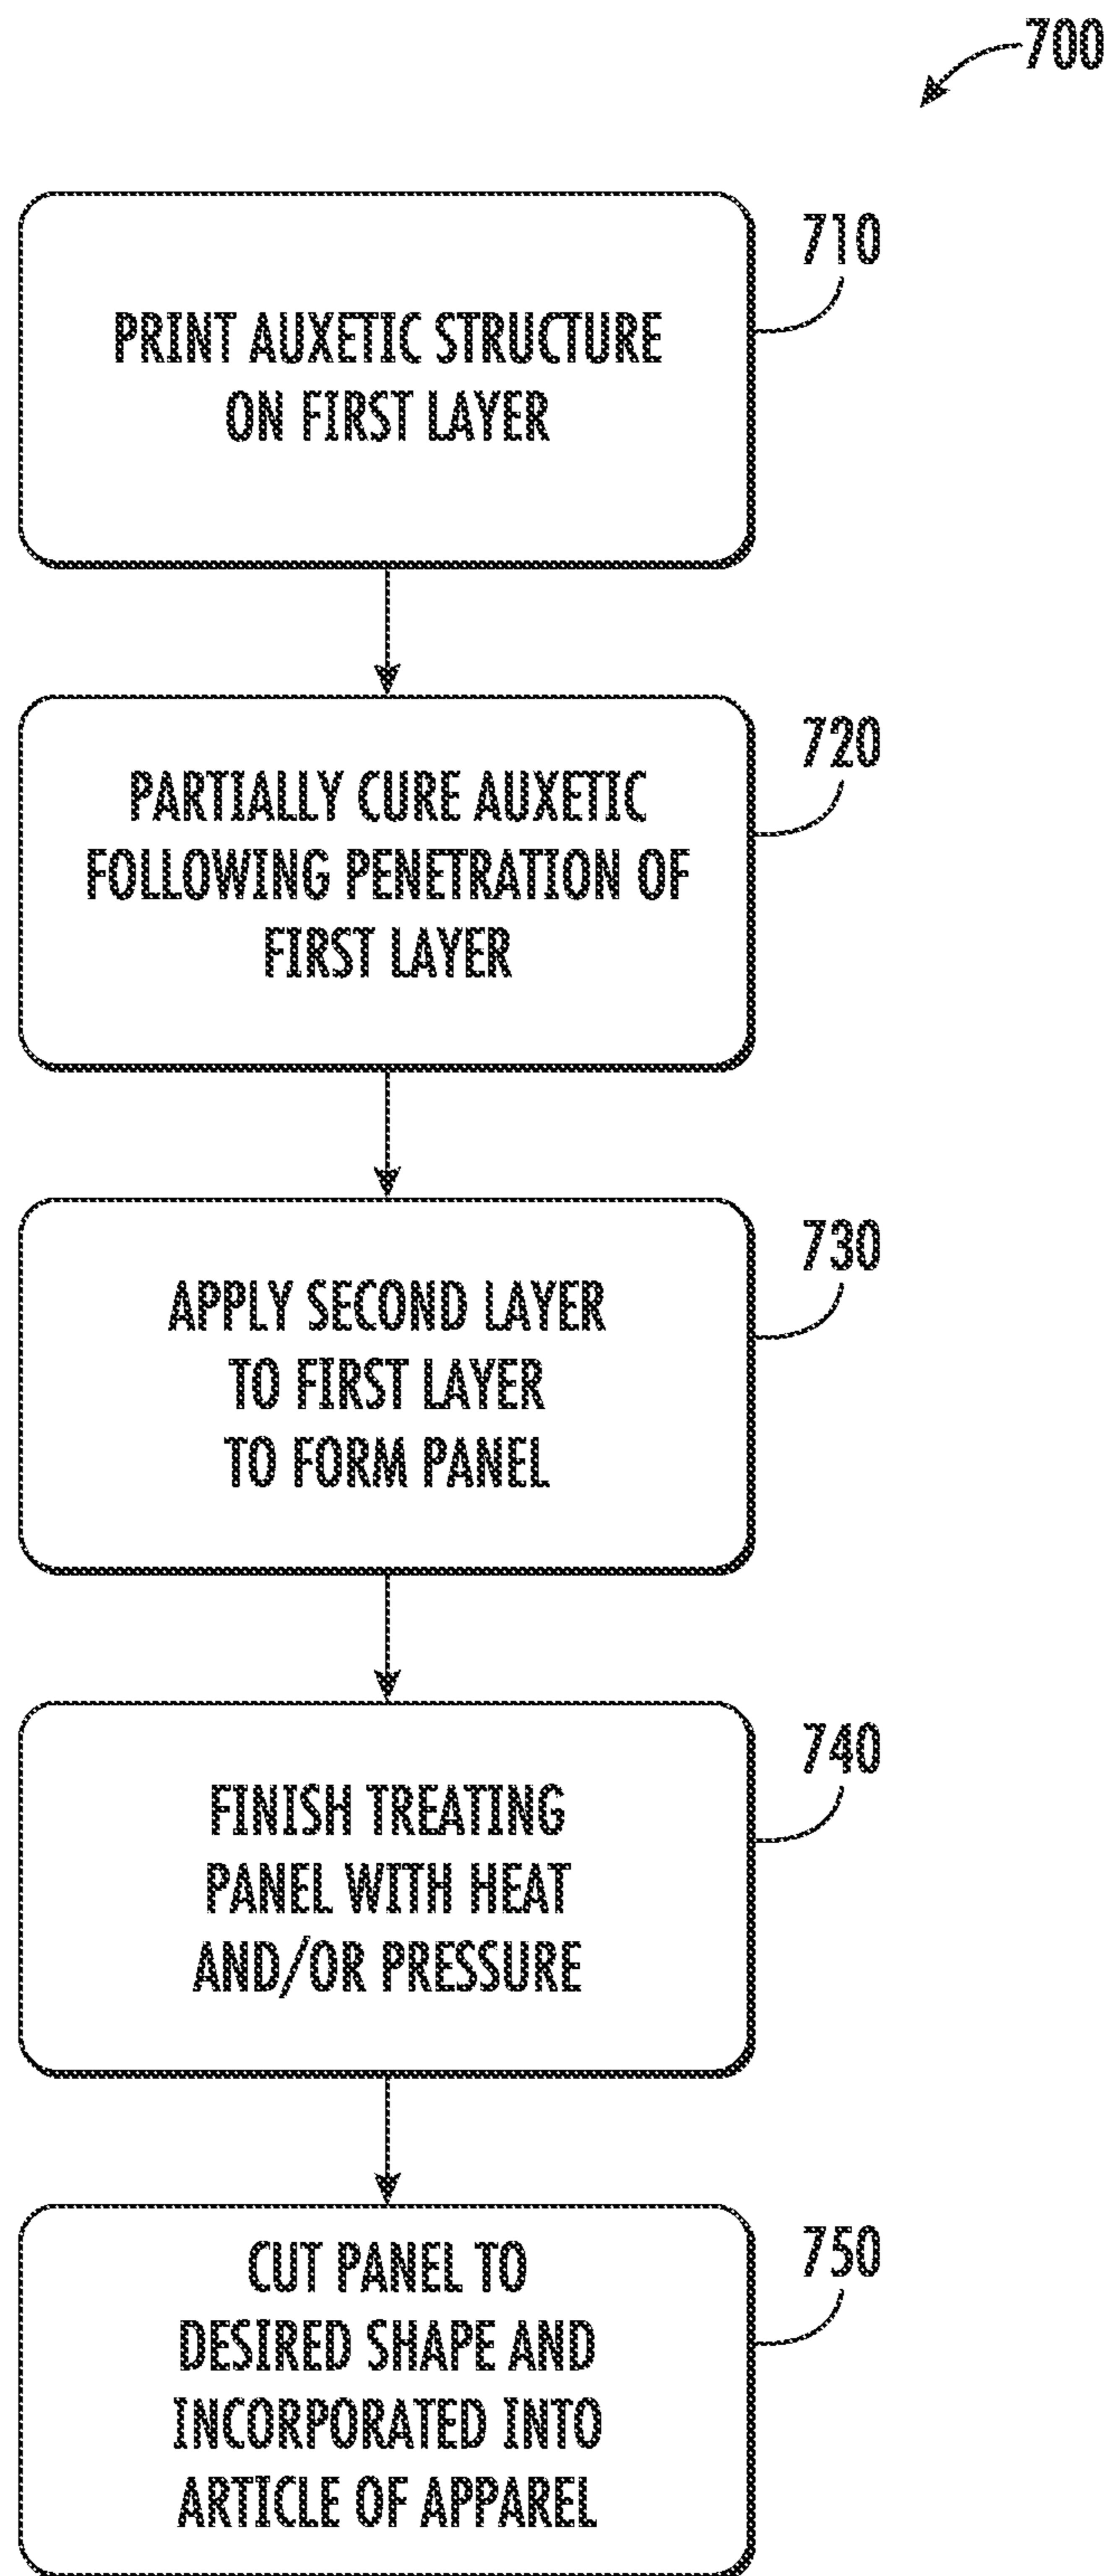 700
710
PRINT AUXETIC STRUCTURE
ON FIRST LAYER
720
PARTIALLY CURE AUXETIC
FOLLOWING PENETRATION OF
FIRST LAYER
730
APPLY SECOND LAYER
TO FIRST LAYER
TO FORM PANEL
740
FINISH TREATING
PANEL WITH HEAT
AND/OR PRESSURE
750
CUT PANEL TO
DESIRED SHAPE AND
INCORPORATED INTO
ARTICLE OF APPAREL